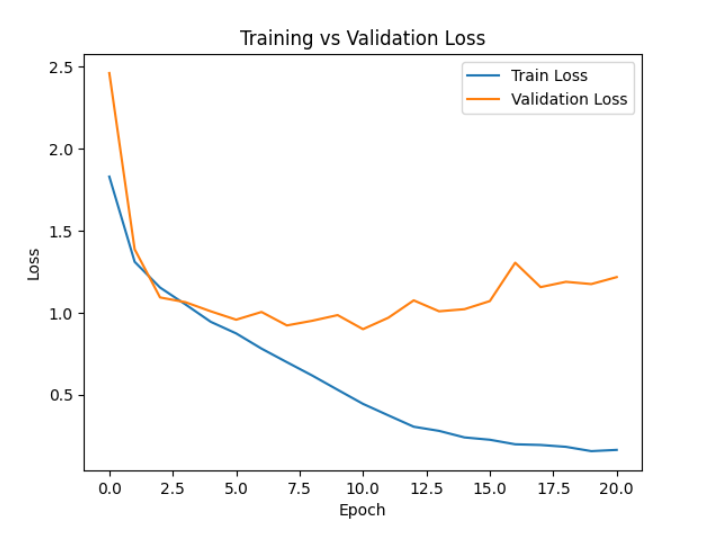 Training vs Validation Loss
Train Loss
Validation Loss
2.5
2.0
1.5
1.0
0.5
Loss
0.0 2.5 5.0 7.5 10.0 12.5 15.0 17.5 20.0
Epoch